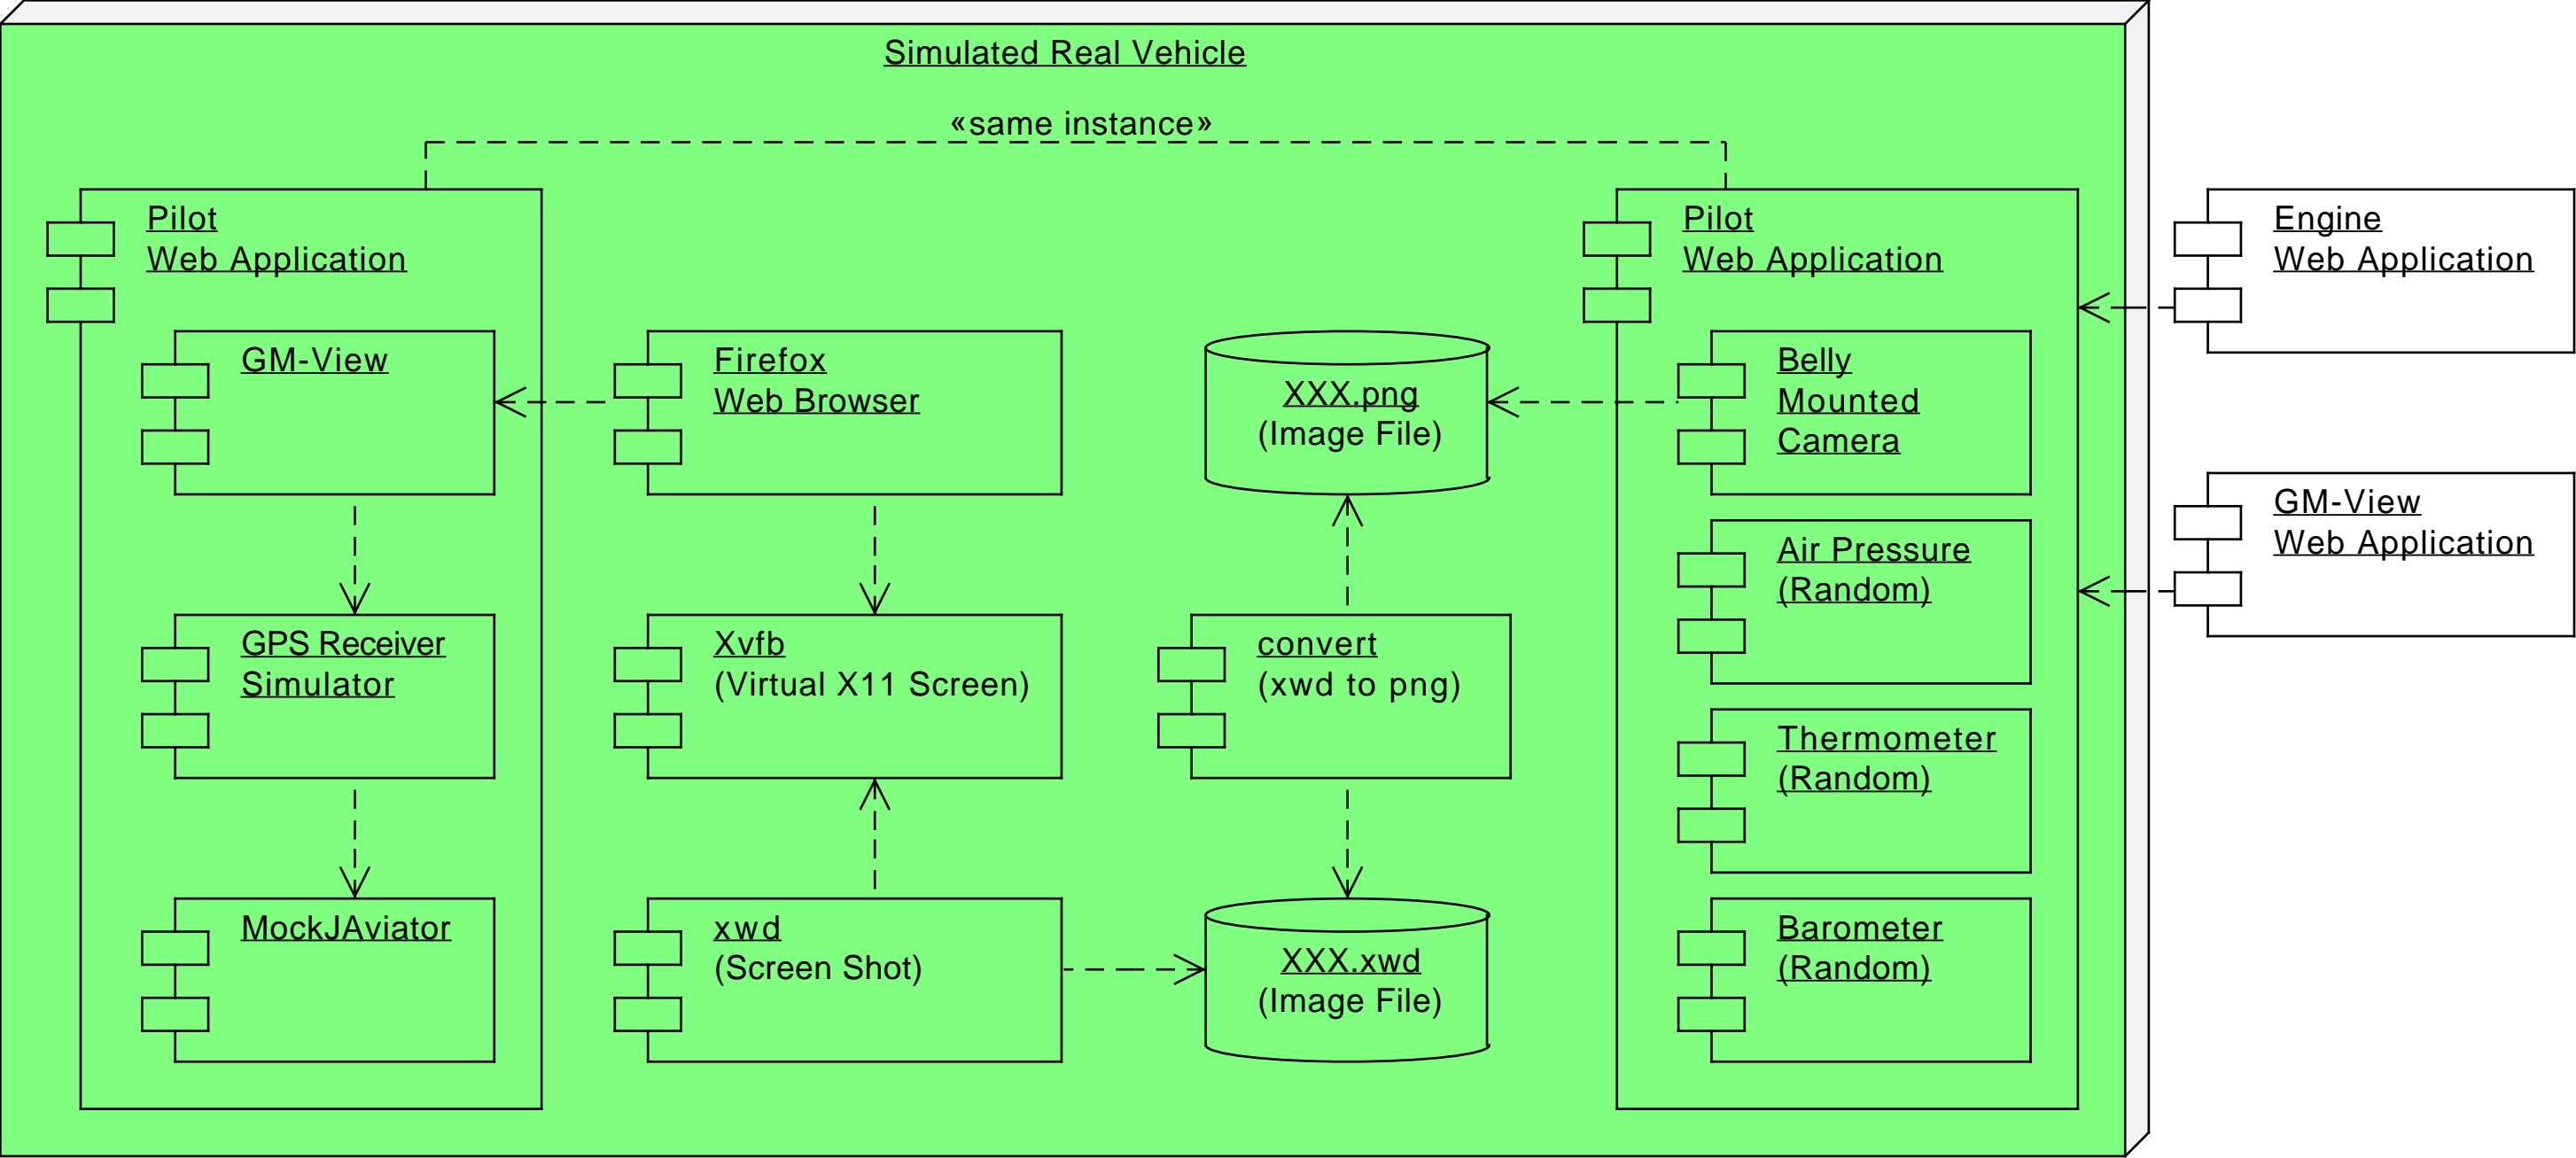 Simulated Real Vehicle
«same instance»
Pilot
Web Application
GM-View
GPS Receiver
Simulator
MockJAviator
Firefox
Web Browser
Xvfb
(Virtual X11 Screen)
xwd
(Screen Shot)
XXX.png
(Image File)
convert
(xwd to png)
XXX.xwd
(Image File)
Pilot
Web Application
Belly
Mounted
Camera
Air Pressure
(Random)
Thermometer
(Random)
Barometer
(Random)
Engine
Web Application
GM-View
Web Application